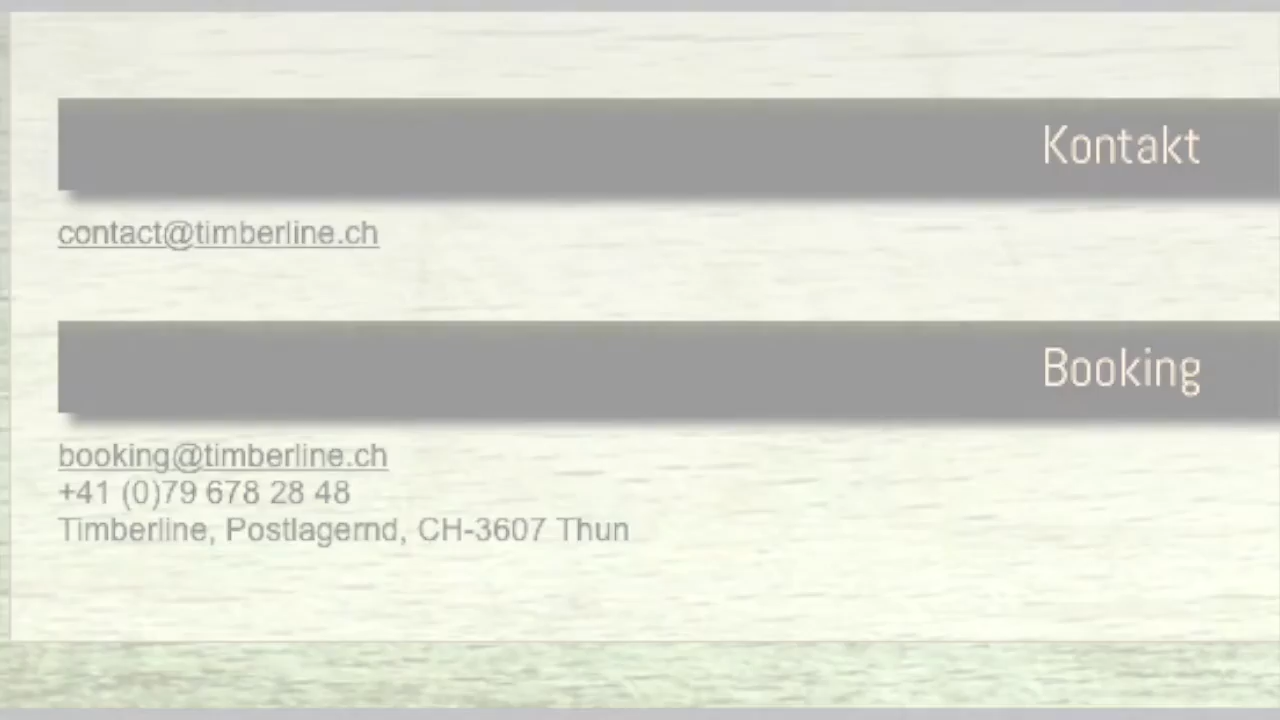 Kontakt
contact@timberline.ch
Booking
booking@timberline.ch
+41 (0)79 678 28 48
Timberline, Postlagernd, CH-3607 Thun